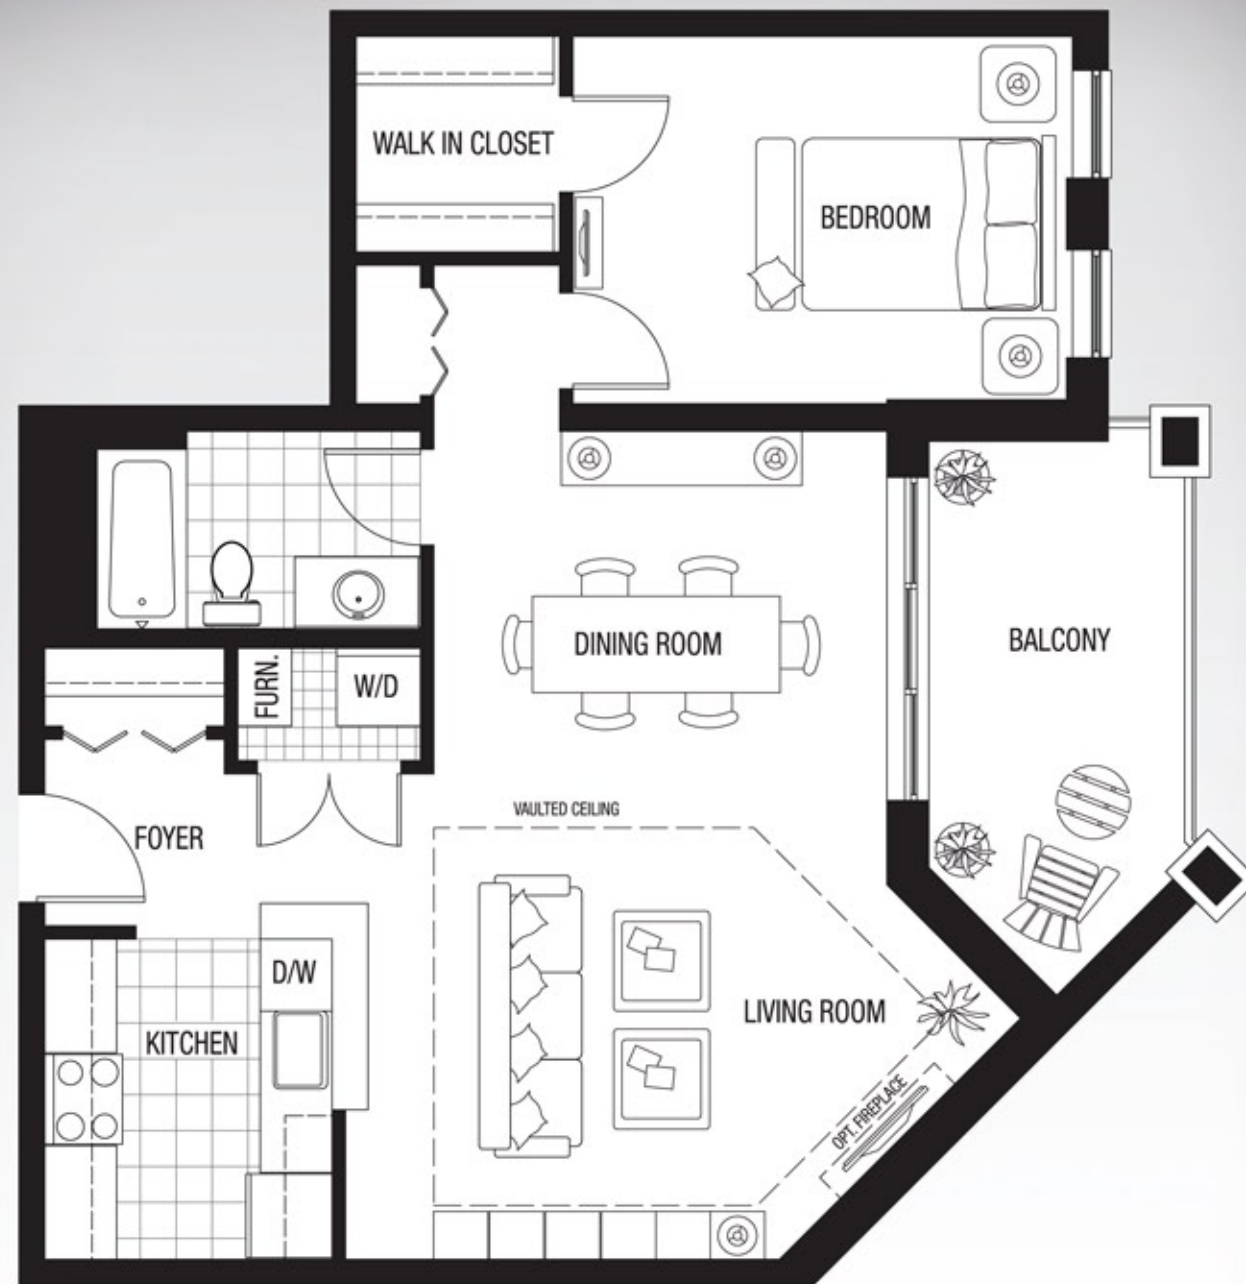 WALK IN CLOSET
BEDROOM
DINING ROOM
BALCONY
FURN.
W/D
VAULTED CEILING
FOYER
D/W
LIVING ROOM
KITCHEN
OPT. FIREPLACE